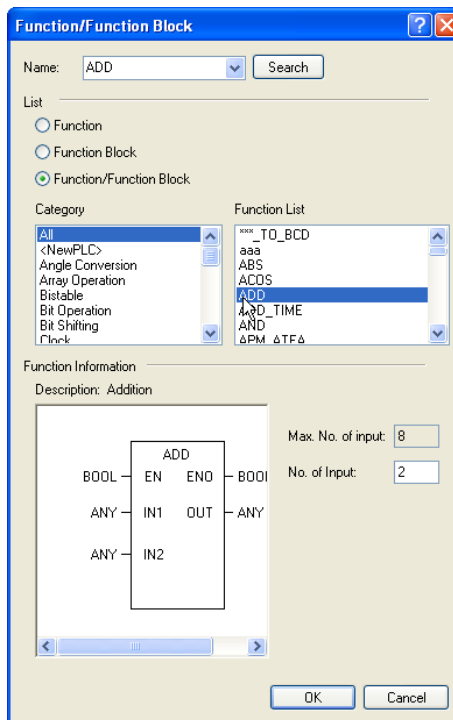 Function/Function Block
Name: ADD Search
List
Function
Function Block
Function/Function Block
Category Function List
All
<NewPLC>
Angle Conversion
Array Operation
Bistable
Bit Operation
Bit Shifting
Clock
***_TO_BCD
aaa
ABS
ACOS
ADD
ADD_TIME
AND
APM_ATEA
Function Information
Description: Addition
ADD
BOOL EN ENO BOOl
ANY IN1 OUT ANY
ANY IN2
Max. No. of input: 8
No. of Input: 2
OK Cancel